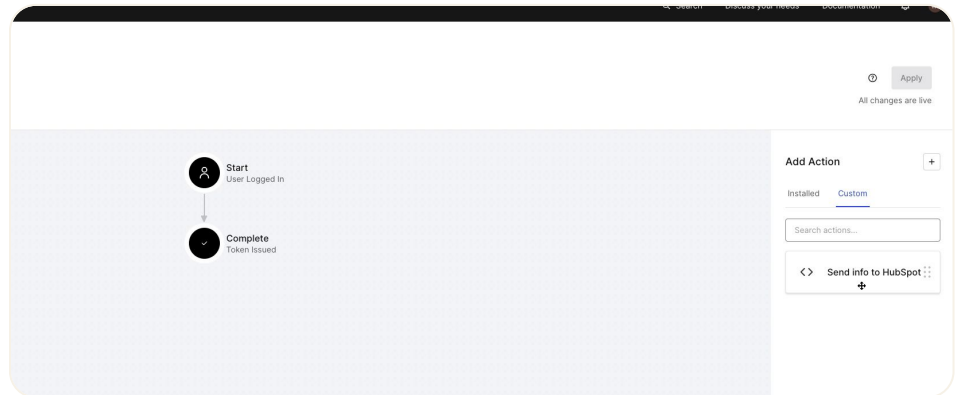 Search Discuss your needs Documentation
Apply
All changes are live
Start
User Logged In
Complete
Token Issued
Add Action
+
Installed Custom
Search actions...
<> Send info to HubSpot